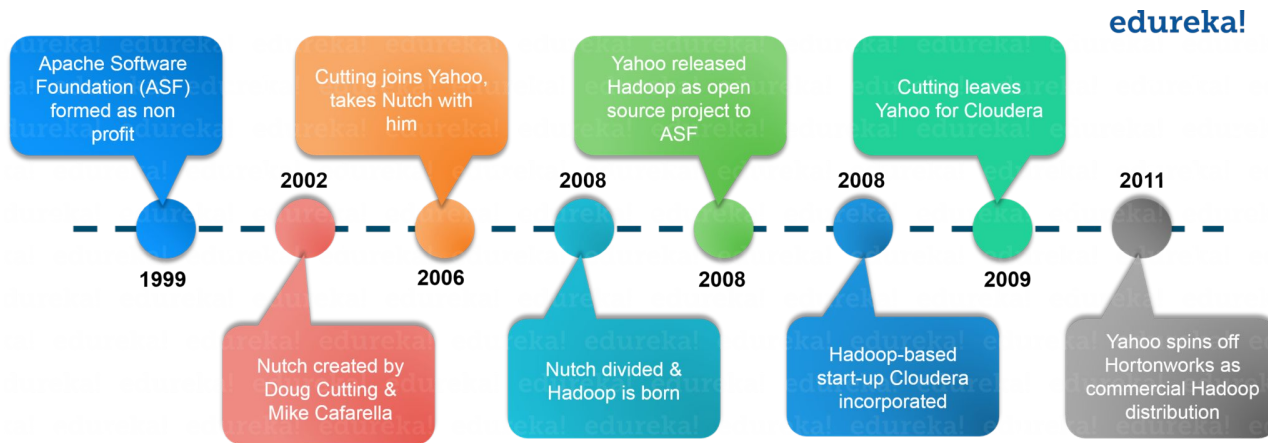 edureka!
Apache Software
Foundation (ASF)
formed as non
profit
1999
2002
Nutch created by
Doug Cutting &
Mike Cafarella
Cutting joins Yahoo,
takes Nutch with
him
2006
2008
Nutch divided &
Hadoop is born
Yahoo released
Hadoop as open
source project to
ASF
2008
2008
Hadoop-based
start-up Cloudera
incorporated
Cutting leaves
Yahoo for Cloudera
2009
2011
Yahoo spins off
Hortonworks as
commercial Hadoop
distribution